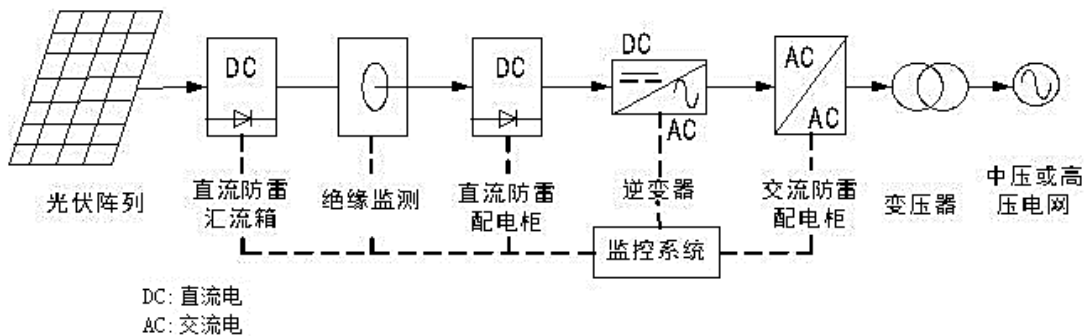 DC
DC
DC
AC
AC
AC
光伏阵列
直流防雷
汇流箱
绝缘监测
直流防雷
配电柜
逆变器
交流防雷
配电柜
变压器
中压或高
压电网
监控系统
DC: 直流电
AC: 交流电